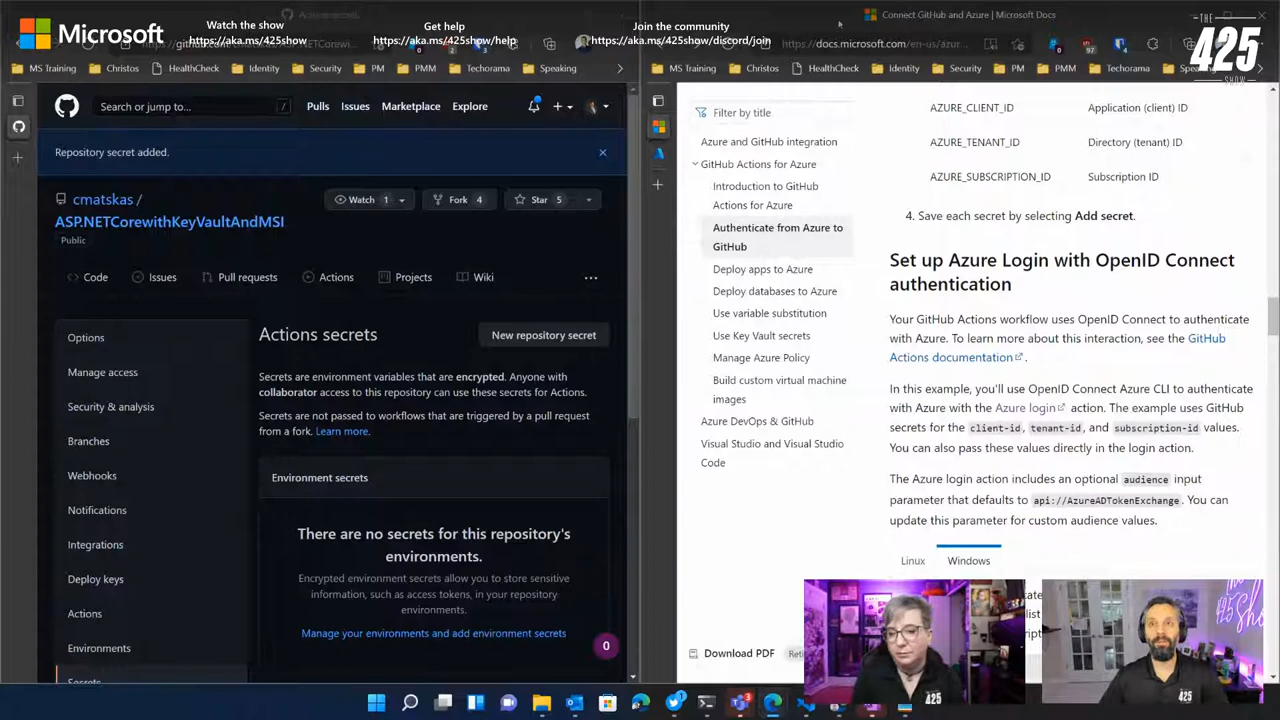 Microsoft
Watch the show
https://aka.ms/425show
Get help
https://aka.ms/425show/help
Join the community
https://aka.ms/425show/discord/join
Connect GitHub and Azure | Microsoft Docs
https://docs.microsoft.com/en-us/azur...
THE
425
SHOW
MS Training
Christos
HealthCheck
Identity
Security
PM
PMM
Techorama
Speaking
MS Training
Christos
HealthCheck
Identity
Security
PM
PMM
Techorama
Search or jump to...
/
Pulls
Issues
Marketplace
Explore
Repository secret added.
cmatskas /
ASP.NETCorewithKeyVaultAndMSI
Public
Watch 1
Fork 4
Star 5
Code
Issues
Pull requests
Actions
Projects
Wiki
Options
Manage access
Security & analysis
Branches
Webhooks
Notifications
Integrations
Deploy keys
Actions
Environments
Secrets
Actions secrets
New repository secret
Secrets are environment variables that are encrypted. Anyone with
collaborator access to this repository can use these secrets for Actions.
Secrets are not passed to workflows that are triggered by a pull request
from a fork. Learn more.
Environment secrets
There are no secrets for this repository's
environments.
Encrypted environment secrets allow you to store sensitive
information, such as access tokens, in your repository
environments.
Manage your environments and add environment secrets
0
Filter by title
Azure and GitHub integration
GitHub Actions for Azure
Introduction to GitHub
Actions for Azure
Authenticate from Azure to
GitHub
Deploy apps to Azure
Deploy databases to Azure
Use variable substitution
Use Key Vault secrets
Manage Azure Policy
Build custom virtual machine
images
Azure DevOps & GitHub
Visual Studio and Visual Studio
Code
Download PDF
AZURE_CLIENT_ID
Application (client) ID
AZURE_TENANT_ID
Directory (tenant) ID
AZURE_SUBSCRIPTION_ID
Subscription ID
4. Save each secret by selecting Add secret.
Set up Azure Login with OpenID Connect
authentication
Your GitHub Actions workflow uses OpenID Connect to authenticate
with Azure. To learn more about this interaction, see the GitHub
Actions documentation.
In this example, you'll use OpenID Connect Azure CLI to authenticate
with Azure with the Azure login action. The example uses GitHub
secrets for the client-id, tenant-id, and subscription-id values.
You can also pass these values directly in the login action.
The Azure login action includes an optional audience input
parameter that defaults to api://AzureADTokenExchange. You can
update this parameter for custom audience values.
Linux
Windows
425
425